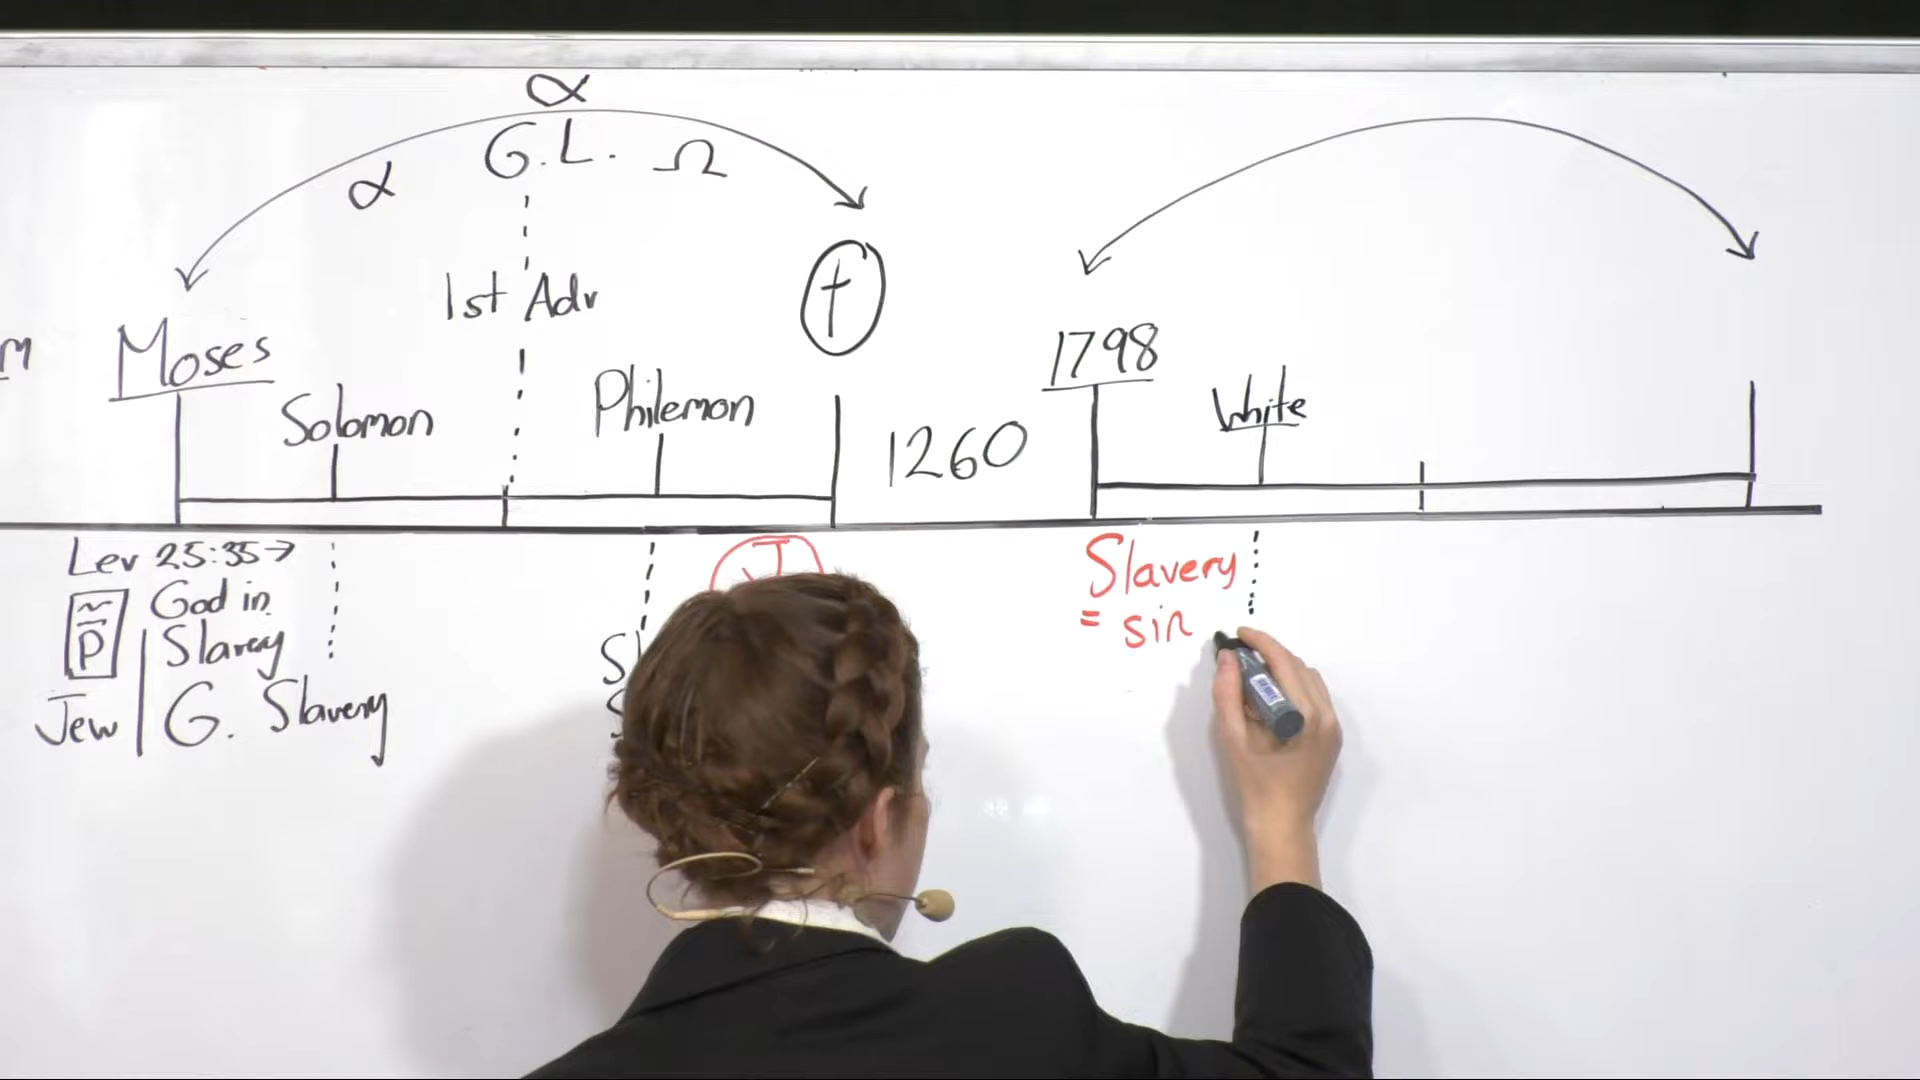 α
G.L.
α
Ω
1st Adv
†
Moses
1798
Solomon
Philemon
White
1260
Lev 25:35→
God in
P
Slavery
Jew
G. Slavery
J
Slavery
= sin